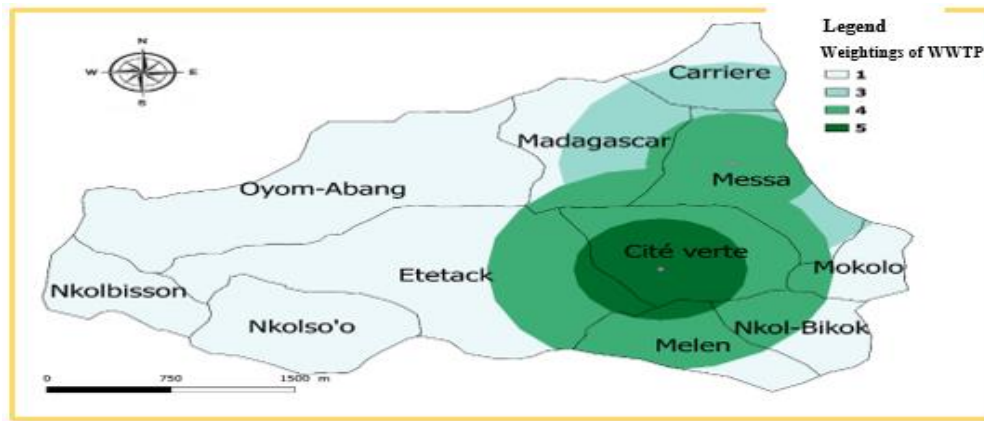 Legend
Weightings of WWTP
1
3
4
5
N
W E
S
Carriere
Madagascar
Messa
Oyom-Abang
Cité verte
Etetack
Mokolo
Nkolbisson
Nkolso'o
Nkol-Bikok
Melen
0 750 1500 m